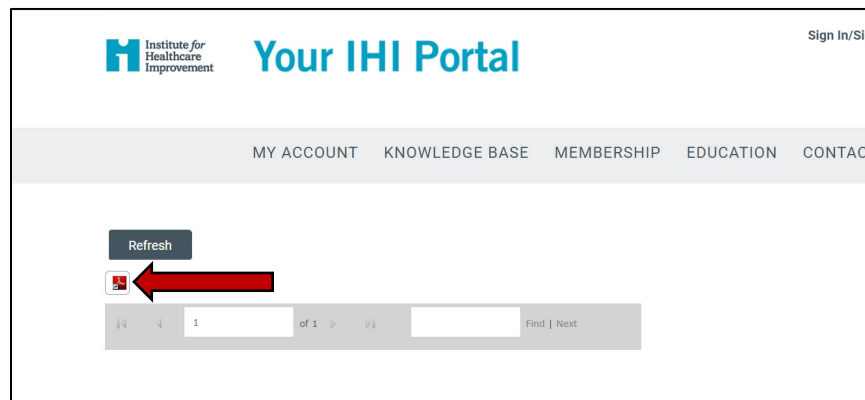 Institute for
Healthcare
Improvement
Your IHI Portal
MY ACCOUNT KNOWLEDGE BASE MEMBERSHIP EDUCATION
Refresh
1 of 1 Find | Next